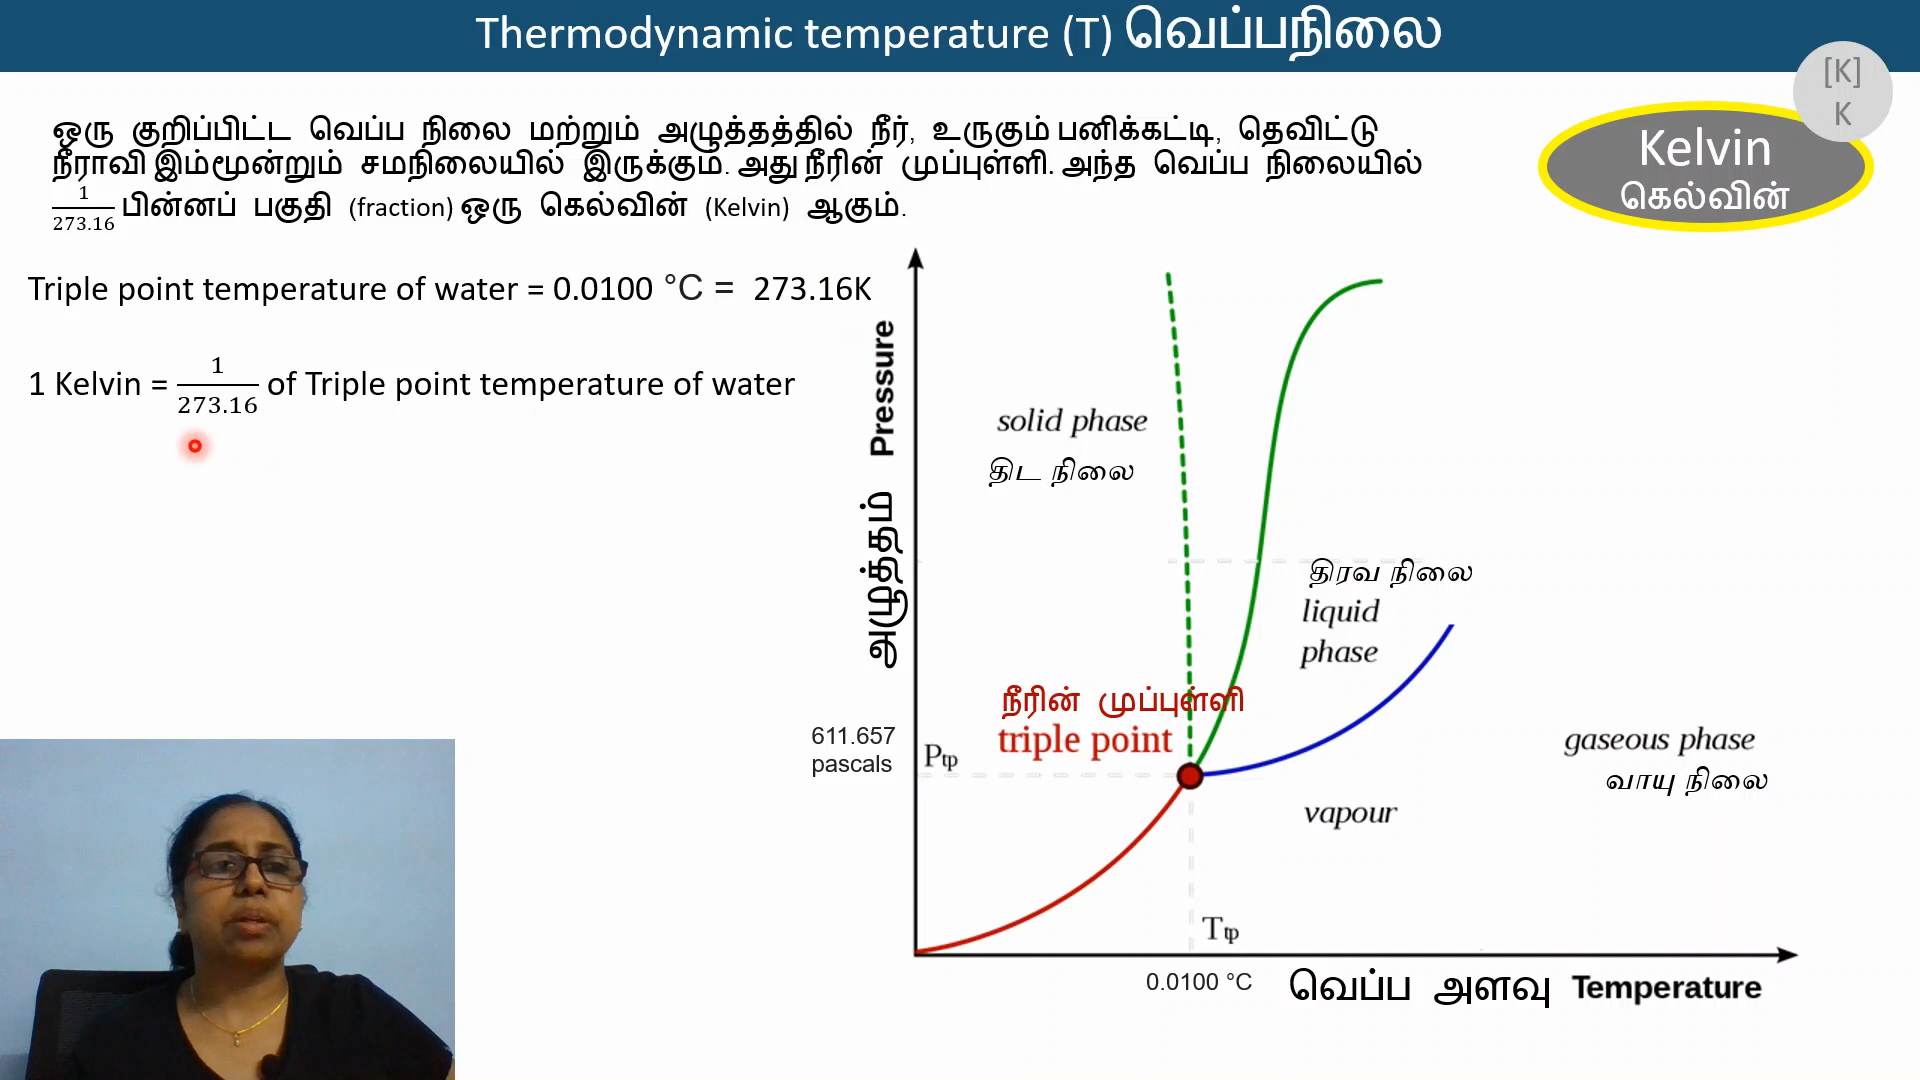 Thermodynamic temperature (T) வெப்பநிலை
[K]
K
Kelvin
கெல்வின்
ஒரு குறிப்பிட்ட வெப்ப நிலை மற்றும் அழுத்தத்தில் நீர், உருகும் பனிக்கட்டி, தெவிட்டு
நீராவி இம்மூன்றும் சமநிலையில் இருக்கும். அது நீரின் முப்புள்ளி. அந்த வெப்ப நிலையில்
1/273.16 பின்னப் பகுதி (fraction) ஒரு கெல்வின் (Kelvin) ஆகும்.
Triple point temperature of water = 0.0100 °C = 273.16K
1 Kelvin = 1/273.16 of Triple point temperature of water
அழுத்தம் Pressure
solid phase
திட நிலை
திரவ நிலை
liquid
phase
நீரின் முப்புள்ளி
triple point
611.657
pascals
Ptp
gaseous phase
வாயு நிலை
vapour
Ttp
0.0100 °C
வெப்ப அளவு Temperature